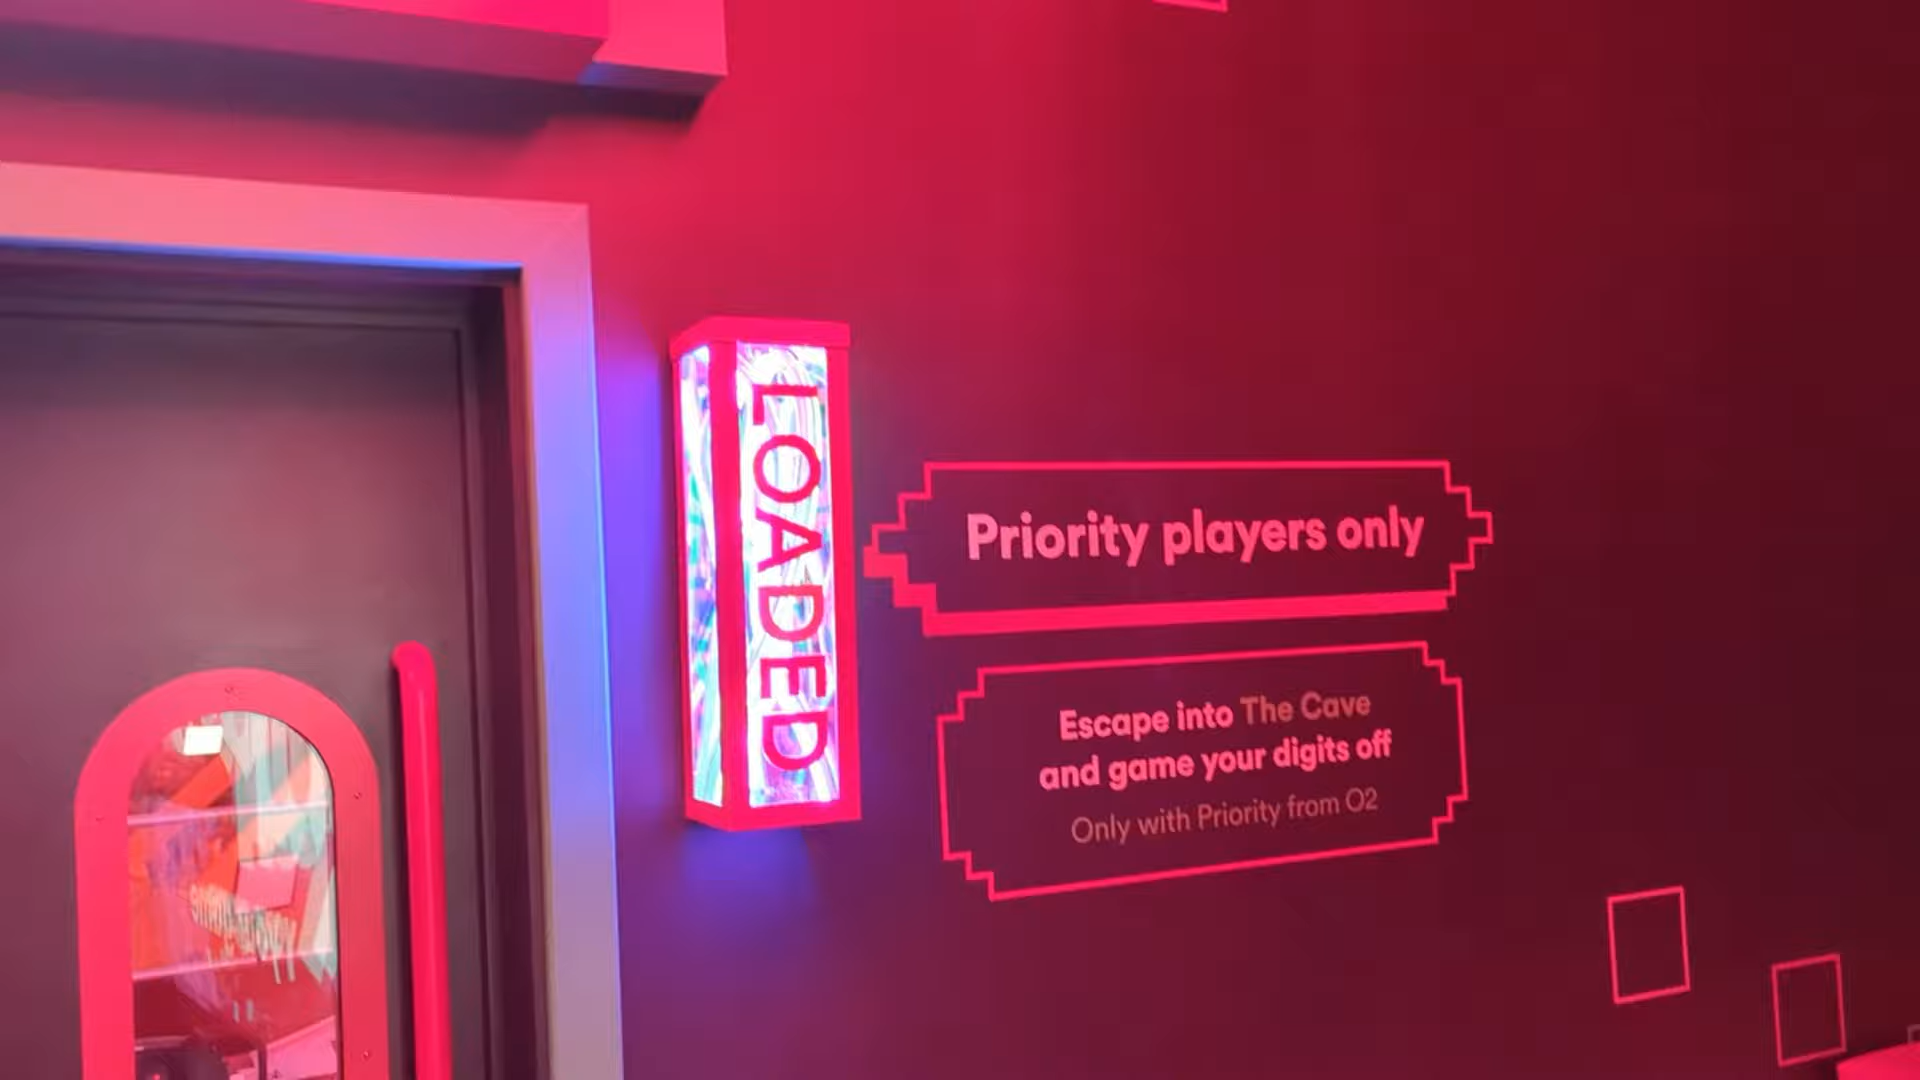 LOADED
Priority players only
Escape into The Cave
and game your digits off
Only with Priority from O2